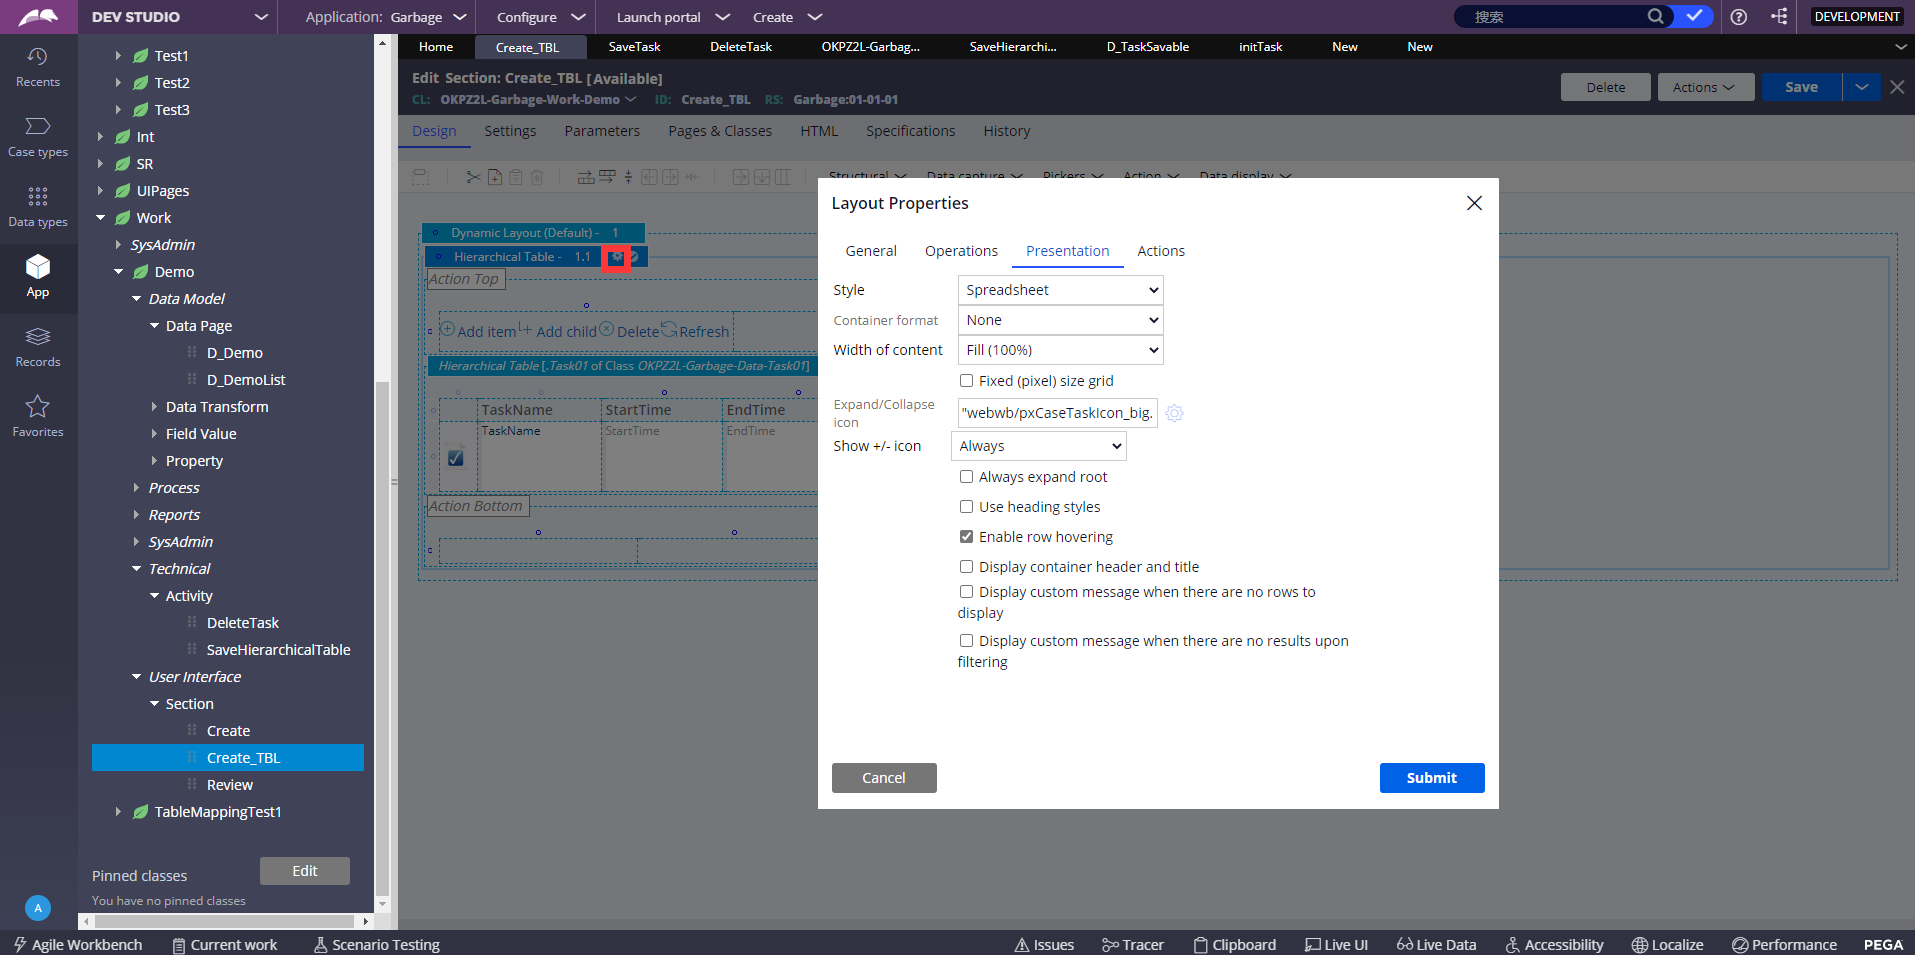 DEV STUDIO
Application: Garbage
Configure
Launch portal
Create
搜索
DEVELOPMENT
Recents
Case types
Data types
App
Records
Favorites
A
Test1
Test2
Test3
Int
SR
UIPages
Work
SysAdmin
Demo
Data Model
Data Page
D_Demo
D_DemoList
Data Transform
Field Value
Property
Process
Reports
SysAdmin
Technical
Activity
DeleteTask
SaveHierarchicalTable
User Interface
Section
Create
Create_TBL
Review
TableMappingTest1
Pinned classes
Edit
You have no pinned classes
Home
Create_TBL
SaveTask
DeleteTask
OKPZ2L-Garbag...
SaveHierarchi...
D_TaskSavable
initTask
New
New
Edit Section: Create_TBL [Available]
CL: OKPZ2L-Garbage-Work-Demo ID: Create_TBL RS: Garbage:01-01-01
Delete
Actions
Save
Design
Settings
Parameters
Pages & Classes
HTML
Specifications
History
Structural
Data capture
Pickers
Action
Data display
Dynamic Layout (Default) - 1
Hierarchical Table - 1.1
Action Top
Add item
Add child
Delete
Refresh
Hierarchical Table [.Task01 of Class OKPZ2L-Garbage-Data-Task01]
TaskName
StartTime
EndTime
TaskName
StartTime
EndTime
Action Bottom
Layout Properties
General
Operations
Presentation
Actions
Style
Spreadsheet
Container format
None
Width of content
Fill (100%)
Fixed (pixel) size grid
Expand/Collapse
icon
"webwb/pxCaseTaskIcon_big.
Show +/- icon
Always
Always expand root
Use heading styles
Enable row hovering
Display container header and title
Display custom message when there are no rows to
display
Display custom message when there are no results upon
filtering
Cancel
Submit
Agile Workbench
Current work
Scenario Testing
Issues
Tracer
Clipboard
Live UI
Live Data
Accessibility
Localize
Performance
PEGA